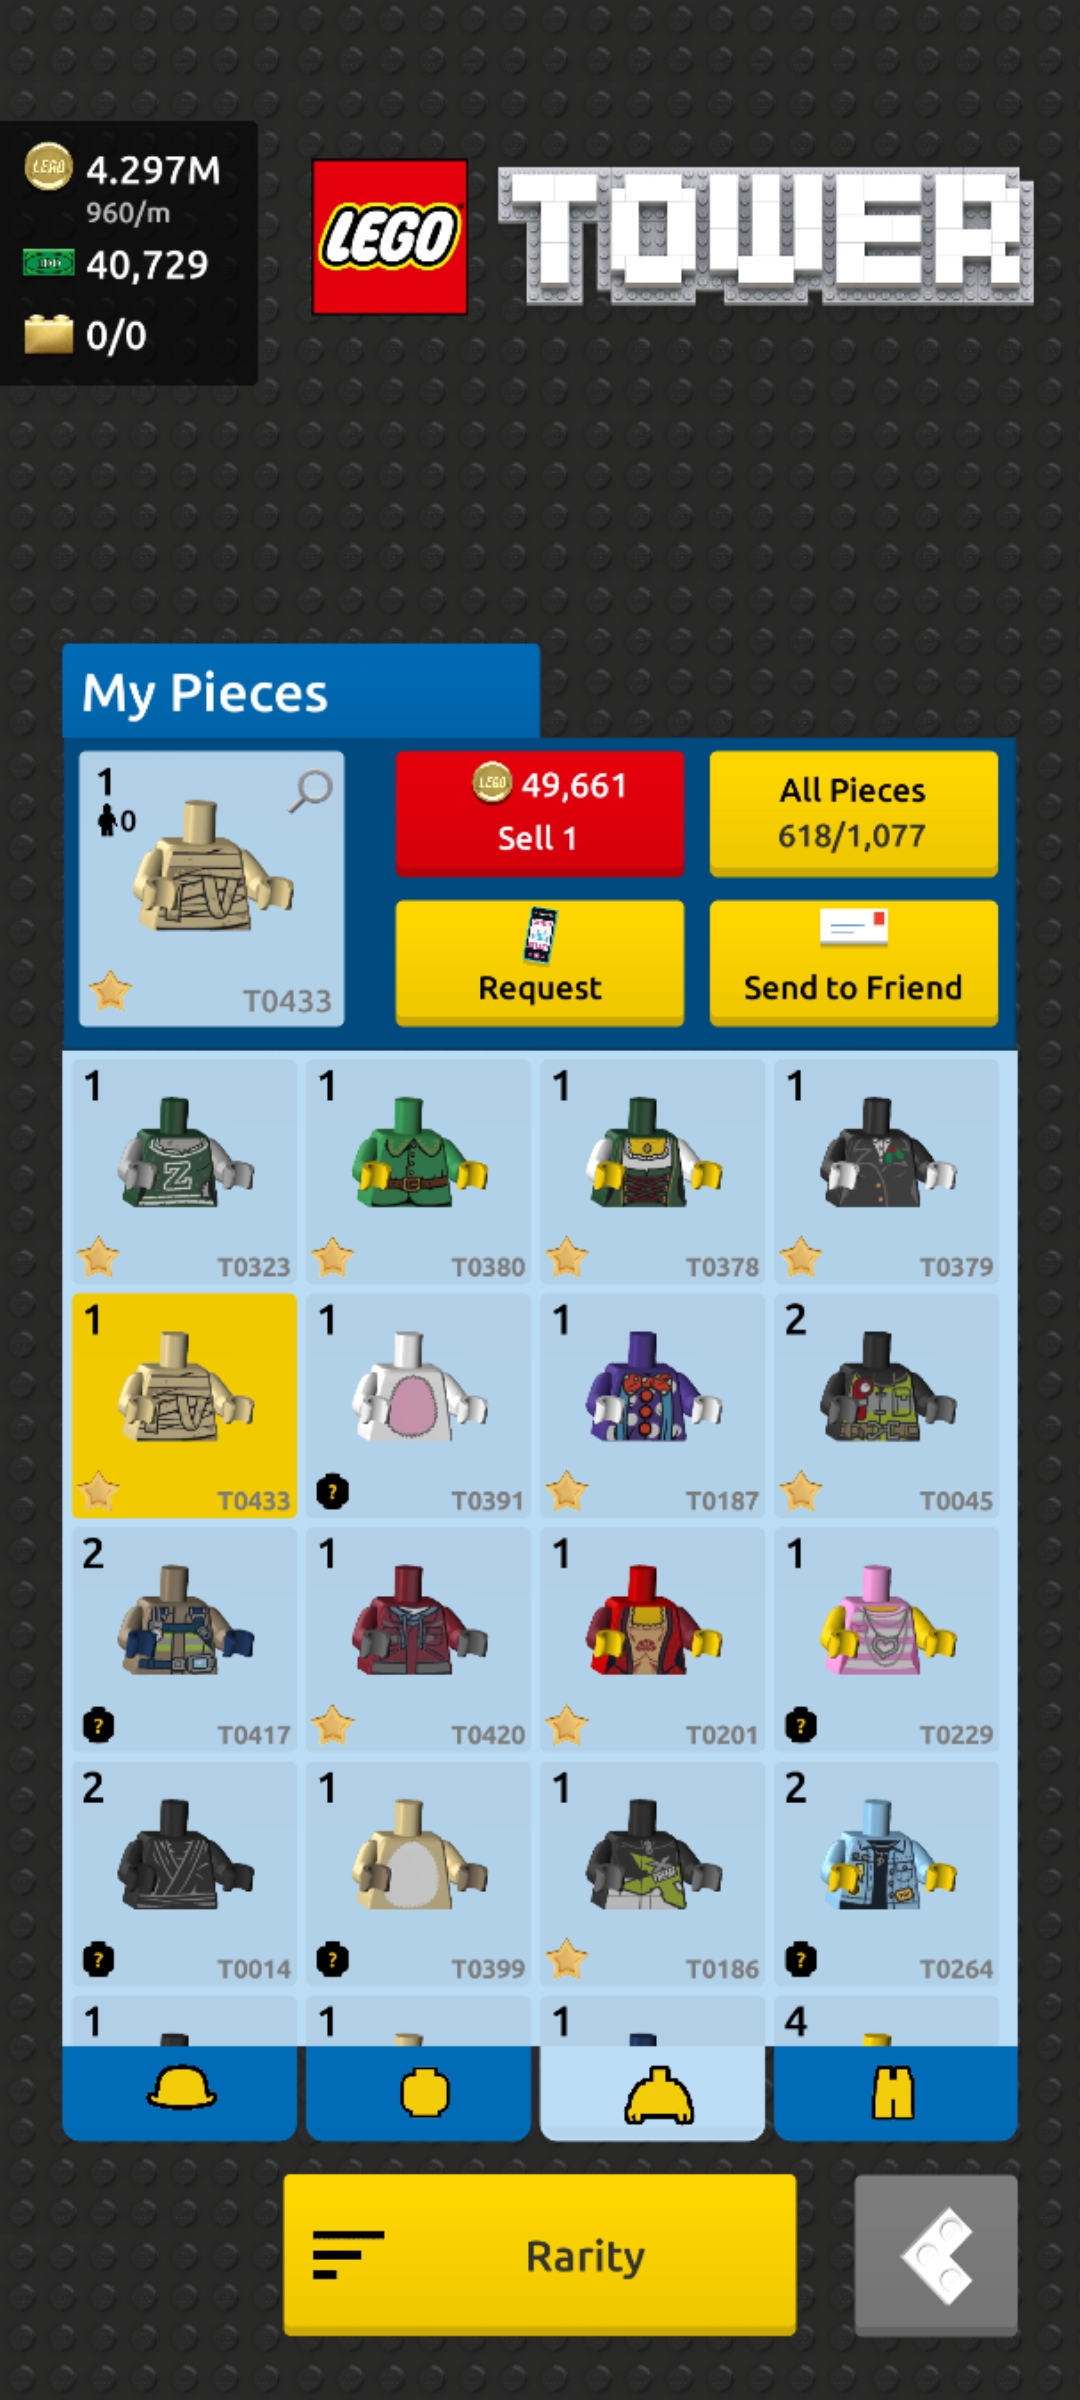 LEGO
4.297M
960/m
40,729
0/0
LEGO
TOWER
My Pieces
1
0
T0433
LEGO
49,661
Sell 1
All Pieces
618/1,077
Request
Send to Friend
1
Z
T0323
1
T0380
1
T0378
1
T0379
1
T0433
1
?
T0391
1
T0187
2
T0045
2
?
T0417
1
T0420
1
T0201
1
?
T0229
2
?
T0014
1
?
T0399
1
T0186
2
?
T0264
1
1
1
4
Rarity